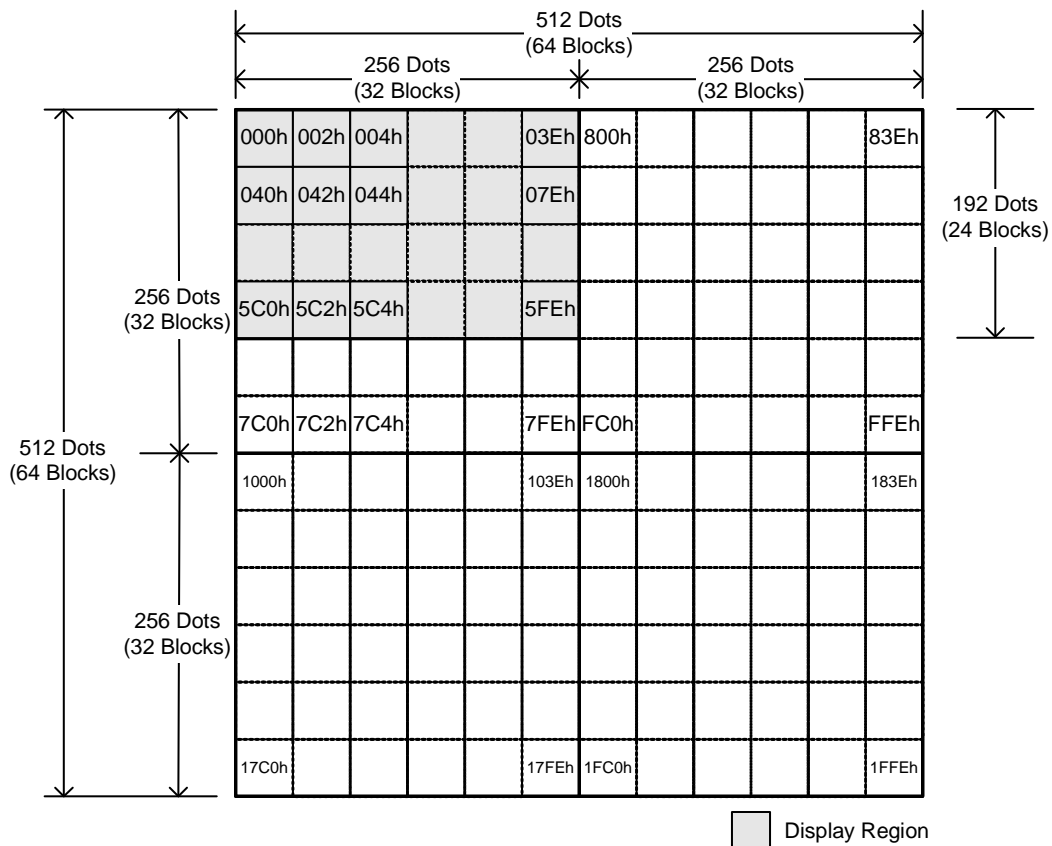 512 Dots
(64 Blocks)
256 Dots
(32 Blocks)
256 Dots
(32 Blocks)
000h 002h 004h 03Eh 800h 83Eh
040h 042h 044h 07Eh
192 Dots
(24 Blocks)
256 Dots
(32 Blocks)
5C0h 5C2h 5C4h 5FEh
7C0h 7C2h 7C4h 7FEh FC0h FFEh
512 Dots
(64 Blocks)
1000h 103Eh 1800h 183Eh
256 Dots
(32 Blocks)
17C0h 17FEh 1FC0h 1FFEh
Display Region